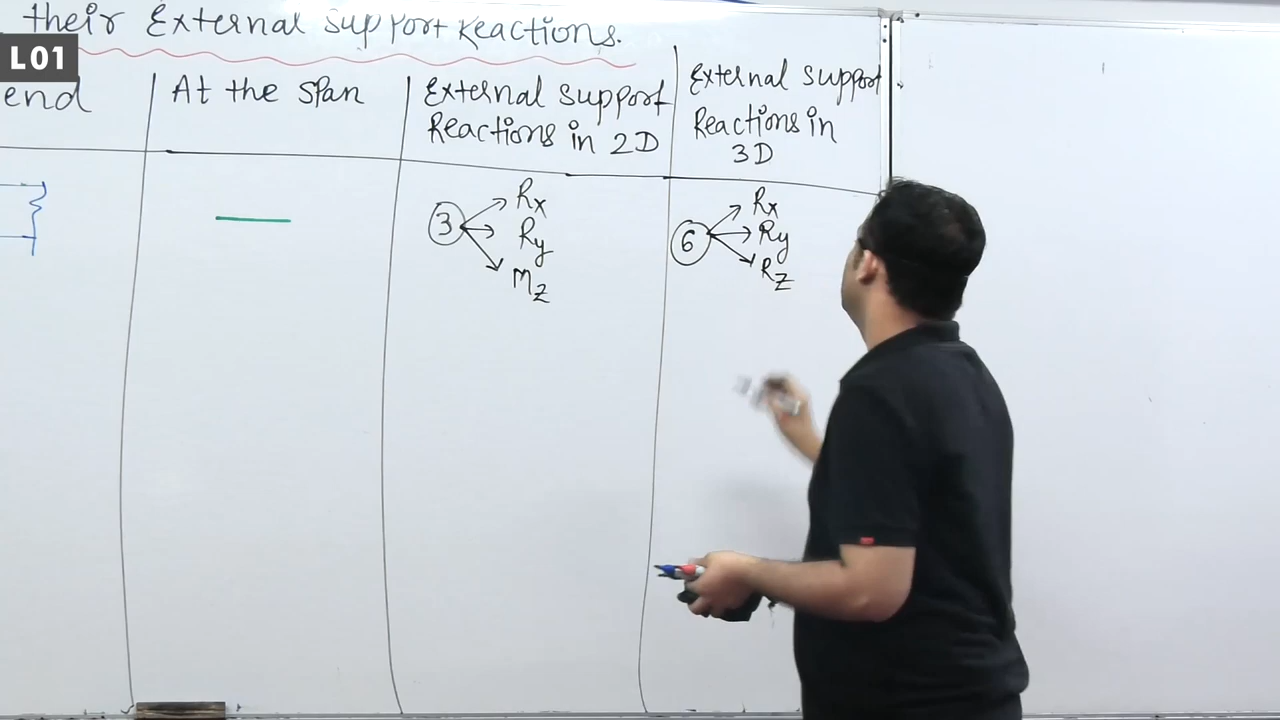 their External Support Reactions.
L01
end
At the Span
External Support
Reactions in 2D
External Support
Reactions in
3D
3
Rx
Ry
Mz
6
Rx
Ry
Rz